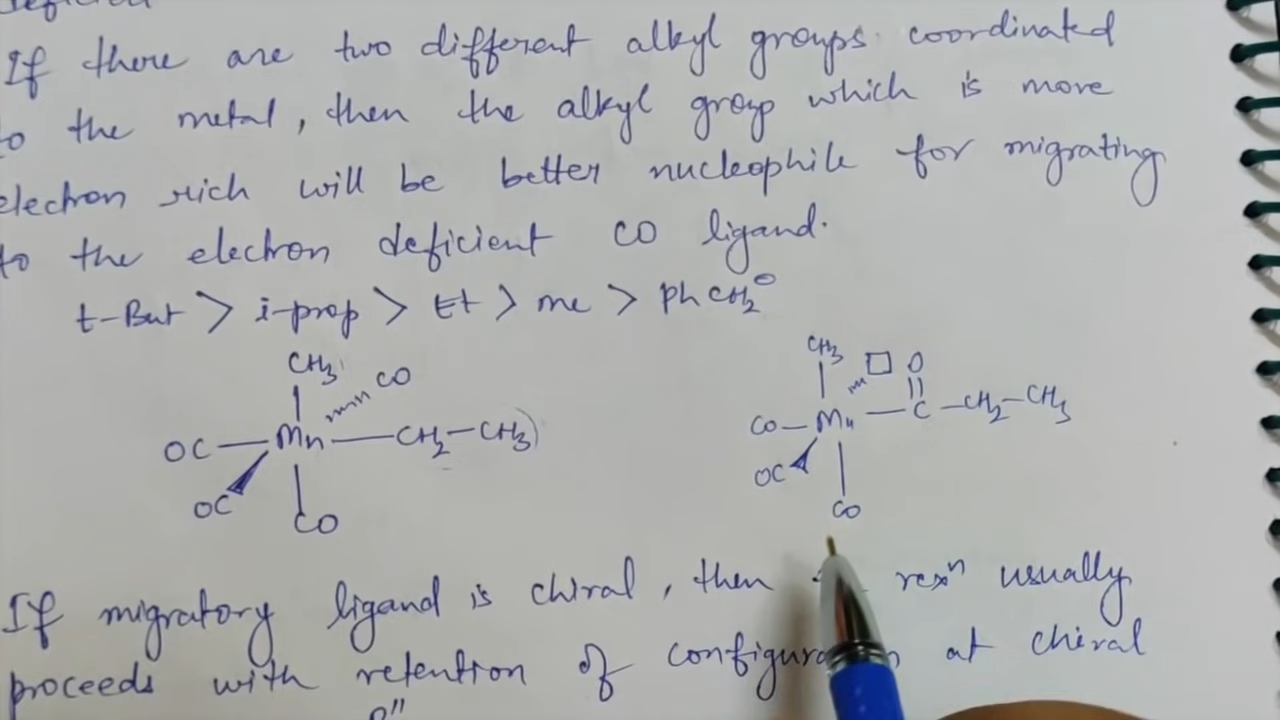 If there are two different alkyl groups coordinated
to the metal, then the alkyl group which is more
electron rich will be better nucleophile for migrating
to the electron deficient CO ligand.
t-But > i-prop > Et > me > PhCH2⊖
CH3 CO
OC Mn CH2-CH3
OC CO
CH3 □ O
CO Mn C CH2-CH3
OC CO
If migratory ligand is chiral, then rexn usually
proceeds with retention of at chiral